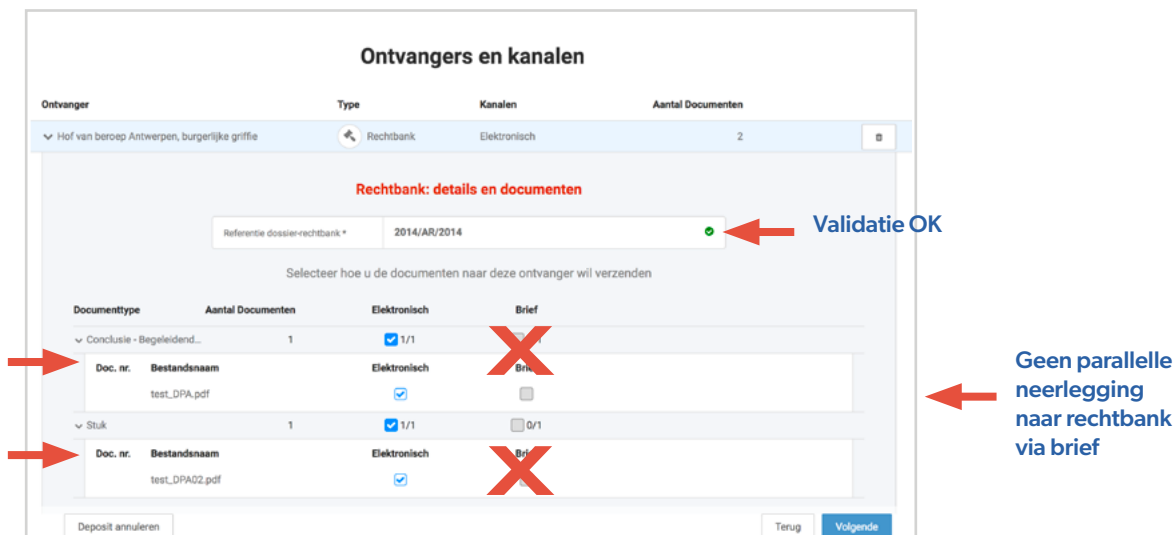 Ontvangers en kanalen
Ontvanger Type Kanalen Aantal Documenten
Hof van beroep Antwerpen, burgerlijke griffie Rechtbank Elektronisch 2
Rechtbank: details en documenten
Referentie dossier-rechtbank * 2014/AR/2014
Validatie OK
Selecteer hoe u de documenten naar deze ontvanger wil verzenden
Documenttype Aantal Documenten Elektronisch Brief
Conclusie - Begeleidend... 1 1/1
Doc. nr. Bestandsnaam Elektronisch
test_DPA.pdf
Stuk 1 1/1 0/1
Doc. nr. Bestandsnaam Elektronisch
test_DPA02.pdf
Geen parallelle
neerlegging
naar rechtbank
via brief
Deposit annuleren Terug Volgende